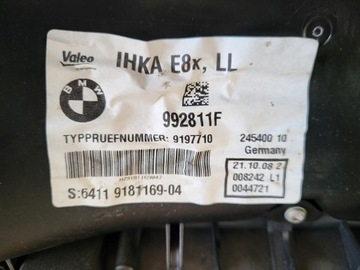 Valeo IHKA E8x, LL
BMW
992811F
TYPPRUEFNUMMER: 9197710
245400 10
Germany
21.10.08 2
008242 L1
0044721
S:6411 9181169-04